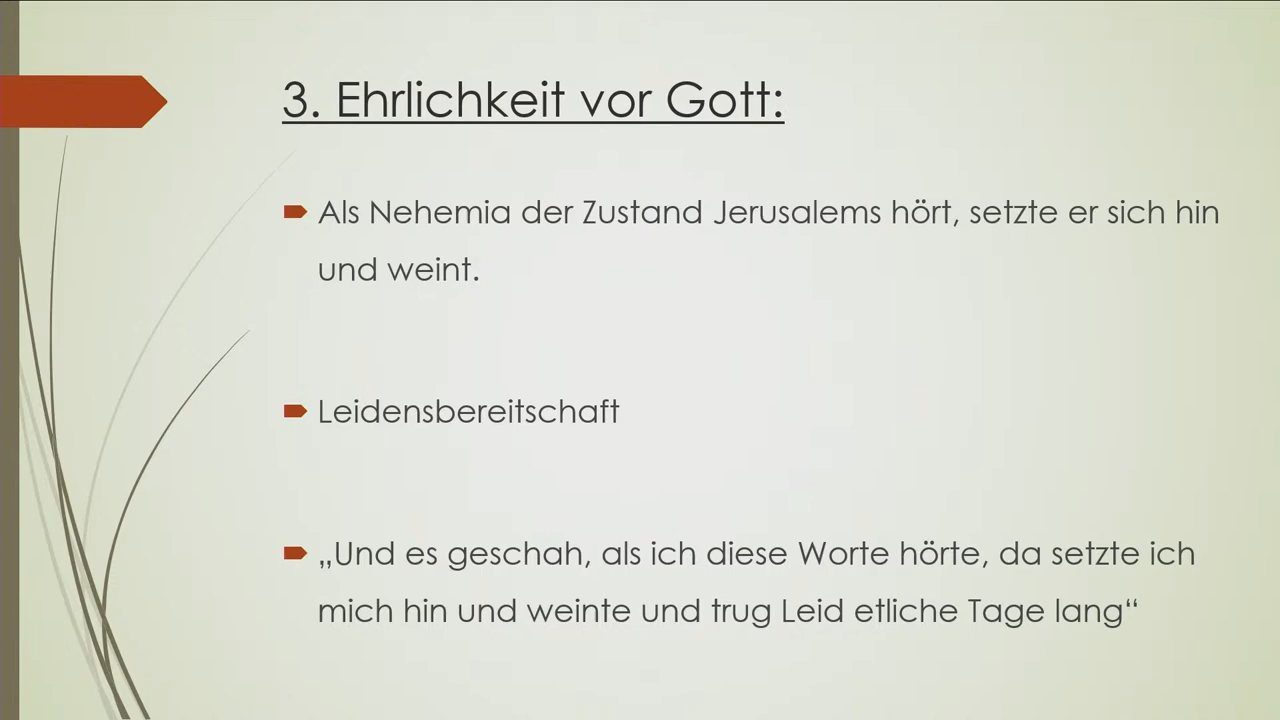 3. Ehrlichkeit vor Gott:
Als Nehemia der Zustand Jerusalems hört, setzte er sich hin
und weint.
Leidensbereitschaft
„Und es geschah, als ich diese Worte hörte, da setzte ich
mich hin und weinte und trug Leid etliche Tage lang“